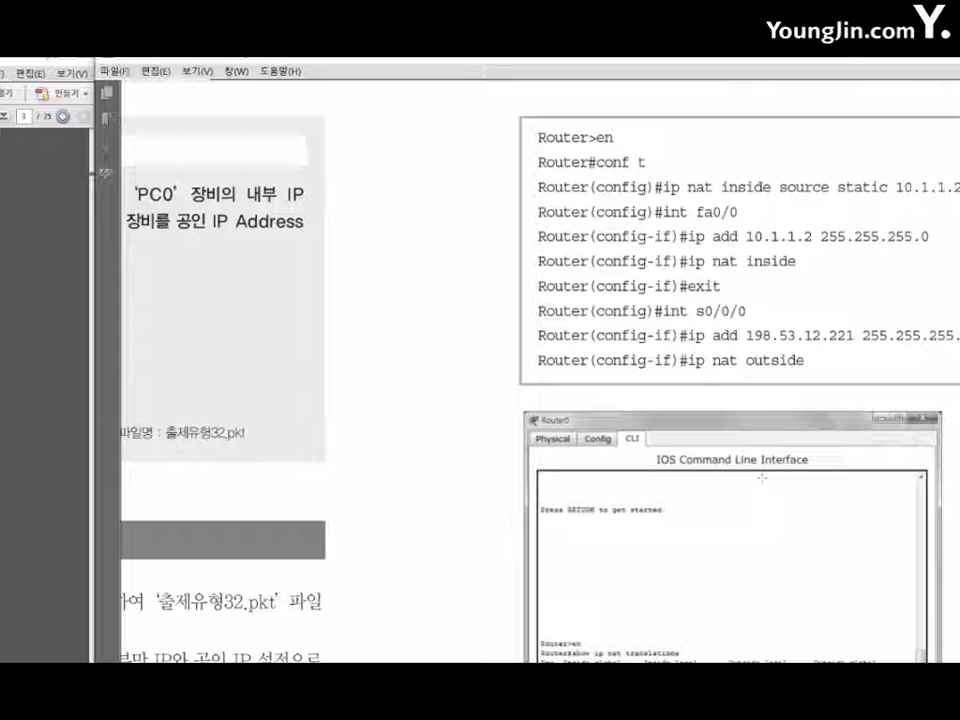 YoungJin.com Y.
편집(E) 보기(V)
파일(F) 편집(E) 보기(V) 창(W) 도움말(H)
만들기
3 / 25
'PC0' 장비의 내부 IP
장비를 공인 IP Address
파일명 : 출제유형32.pkt
하여 '출제유형32.pkt' 파일
Router>en
Router#conf t
Router(config)#ip nat inside source static 10.1.1.2
Router(config)#int fa0/0
Router(config-if)#ip add 10.1.1.2 255.255.255.0
Router(config-if)#ip nat inside
Router(config-if)#exit
Router(config)#int s0/0/0
Router(config-if)#ip add 198.53.12.221 255.255.255.
Router(config-if)#ip nat outside
Router0
Physical Config CLI
IOS Command Line Interface
Press RETURN to get started.
Router>en
Router#show ip nat translations